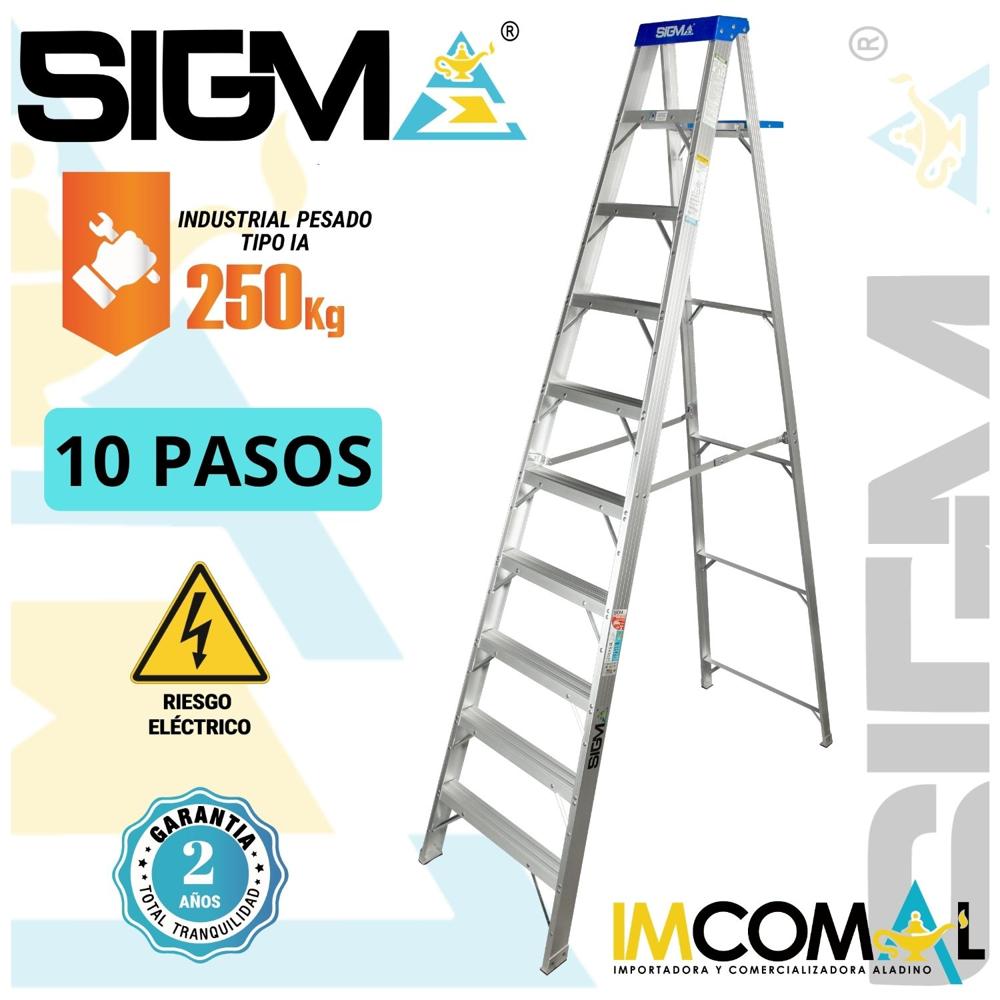 SIGMA®
INDUSTRIAL PESADO
TIPO IA
250Kg
10 PASOS
RIESGO
ELÉCTRICO
GARANTIA
2
AÑOS
TOTAL TRANQUILIDAD
SIGMA
SIGMA
®
SIGMA
IMCOMAL
IMPORTADORA Y COMERCIALIZADORA ALADINO